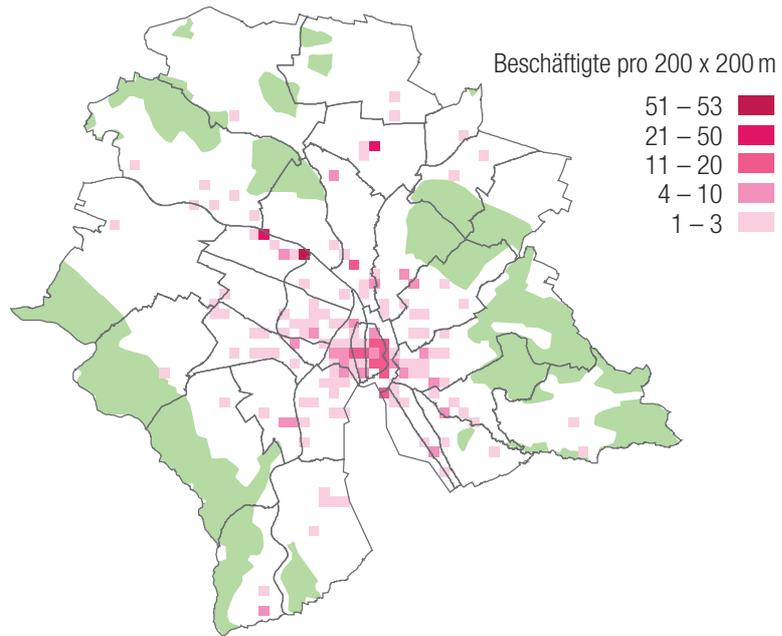 Beschäftigte pro 200 x 200 m
51 – 53
21 – 50
11 – 20
4 – 10
1 – 3